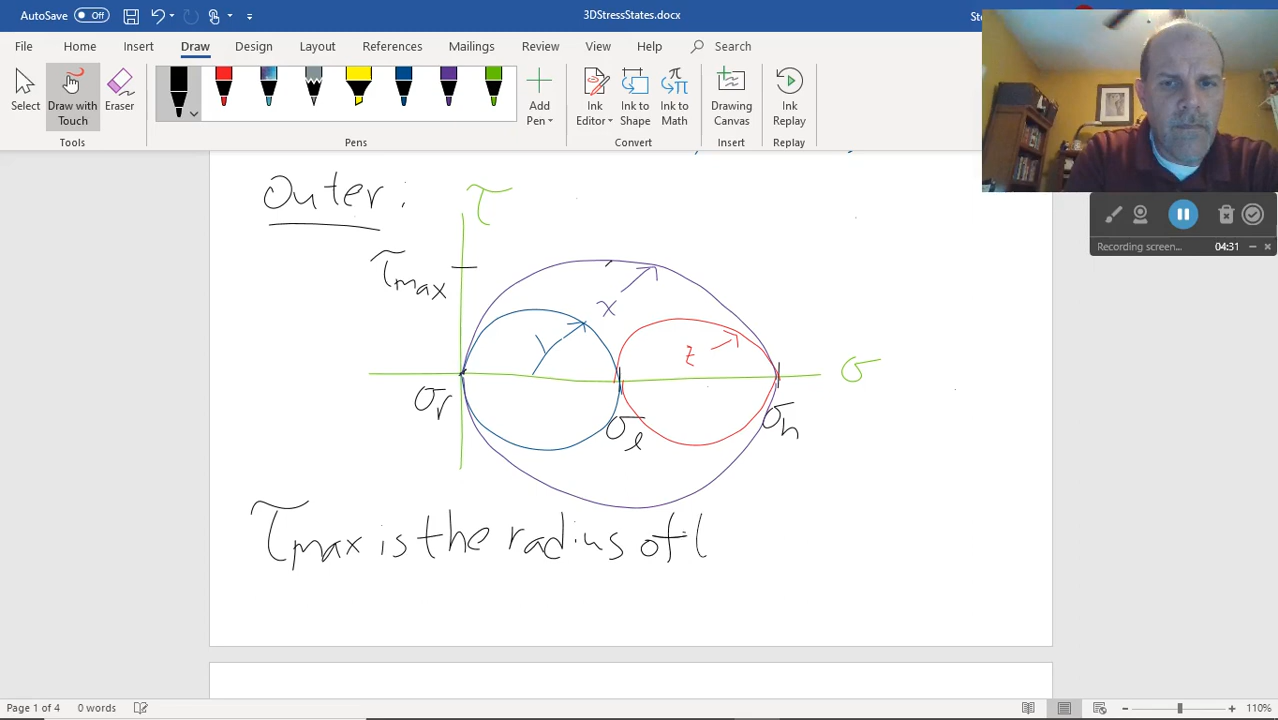 AutoSave Off 3DStressStates.docx Ste
File Home Insert Draw Design Layout References Mailings Review View Help Search
Select Draw with Touch Eraser Add Pen Ink Editor Ink to Shape Ink to Math Drawing Canvas Ink Replay
Tools Pens Convert Insert Replay
Recording screen... 04:31
Outer:
τ
τmax
x
y
z
σ
σr
σl
σh
τmax is the radius of t
Page 1 of 4 0 words 110%